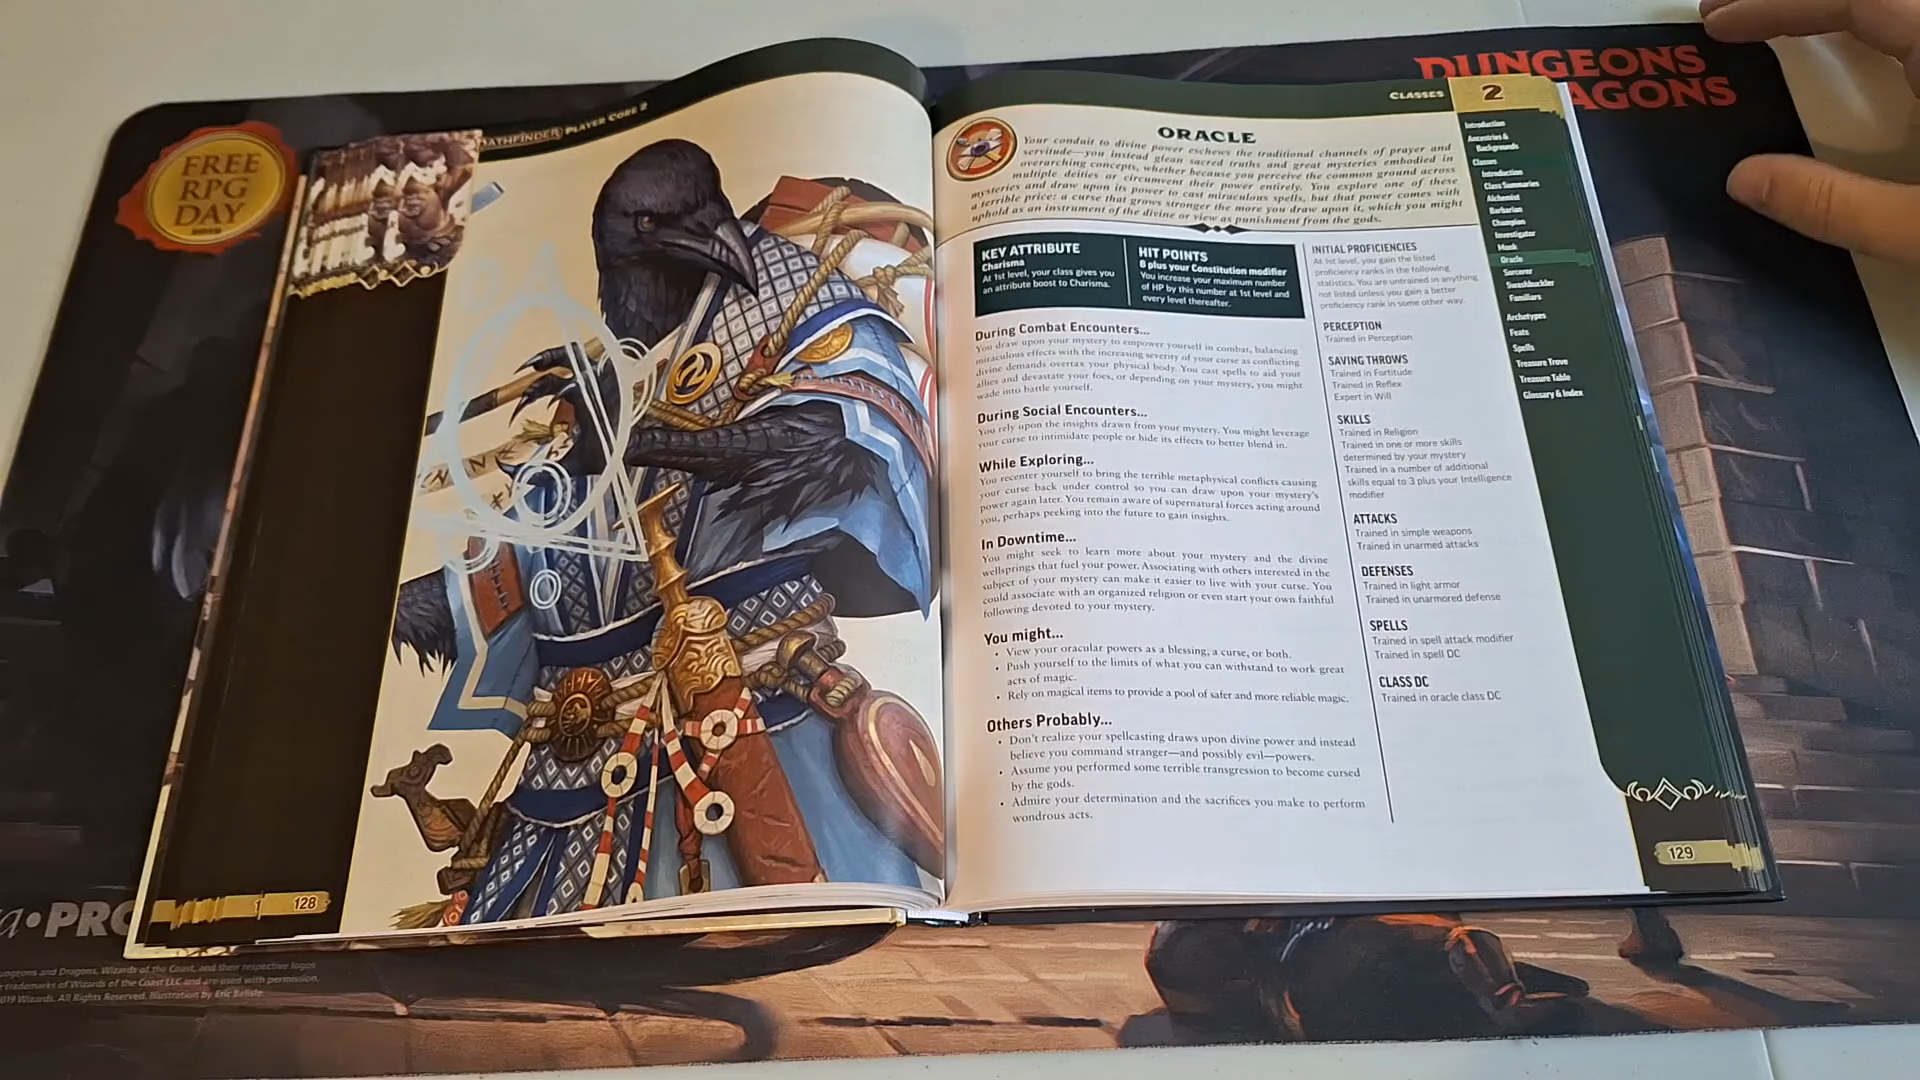 DUNGEONS
DRAGONS
FREE
RPG
DAY
2019
PATHFINDER PLAYER CORE 2
CLASSES
2
ORACLE
Your conduit to divine power eschews the traditional channels of prayer and
servitude—you instead glean sacred truths and great mysteries embodied in
overarching concepts, whether because you perceive the common ground across
multiple deities or circumvent their power entirely. You explore one of these
mysteries and draw upon its power to cast miraculous spells, but that power comes with
a terrible price: a curse that grows stronger the more you draw upon it, which you might
uphold as an instrument of the divine or view as punishment from the gods.
KEY ATTRIBUTE
Charisma
At 1st level, your class gives you
an attribute boost to Charisma.
HIT POINTS
8 plus your Constitution modifier
You increase your maximum number
of HP by this number at 1st level and
every level thereafter.
During Combat Encounters...
You draw upon your mystery to empower yourself in combat, balancing
miraculous effects with the increasing severity of your curse as conflicting
divine demands overtax your physical body. You cast spells to aid your
allies and devastate your foes, or depending on your mystery, you might
wade into battle yourself.
During Social Encounters...
You rely upon the insights drawn from your mystery. You might leverage
your curse to intimidate people or hide its effects to better blend in.
While Exploring...
You recenter yourself to bring the terrible metaphysical conflicts causing
your curse back under control so you can draw upon your mystery's
power again later. You remain aware of supernatural forces acting around
you, perhaps peeking into the future to gain insights.
In Downtime...
You might seek to learn more about your mystery and the divine
wellsprings that fuel your power. Associating with others interested in the
subject of your mystery can make it easier to live with your curse. You
could associate with an organized religion or even start your own faithful
following devoted to your mystery.
You might...
• View your oracular powers as a blessing, a curse, or both.
• Push yourself to the limits of what you can withstand to work great
acts of magic.
• Rely on magical items to provide a pool of safer and more reliable magic.
Others Probably...
• Don't realize your spellcasting draws upon divine power and instead
believe you command stranger—and possibly evil—powers.
• Assume you performed some terrible transgression to become cursed
by the gods.
• Admire your determination and the sacrifices you make to perform
wondrous acts.
INITIAL PROFICIENCIES
At 1st level, you gain the listed
proficiency ranks in the following
statistics. You are untrained in anything
not listed unless you gain a better
proficiency rank in some other way.
PERCEPTION
Trained in Perception
SAVING THROWS
Trained in Fortitude
Trained in Reflex
Expert in Will
SKILLS
Trained in Religion
Trained in one or more skills
determined by your mystery
Trained in a number of additional
skills equal to 3 plus your Intelligence
modifier
ATTACKS
Trained in simple weapons
Trained in unarmed attacks
DEFENSES
Trained in light armor
Trained in unarmored defense
SPELLS
Trained in spell attack modifier
Trained in spell DC
CLASS DC
Trained in oracle class DC
Introduction
Ancestries &
Backgrounds
Classes
Introduction
Class Summaries
Alchemist
Barbarian
Champion
Investigator
Monk
Oracle
Sorcerer
Swashbuckler
Familiars
Archetypes
Feats
Spells
Treasure Trove
Treasure Table
Glossary & Index
128
129
PRO
Dungeons and Dragons, Wizards of the Coast, and their respective logos
trademarks of Wizards of the Coast LLC and are used with permission.
2019 Wizards. All Rights Reserved. Illustration by Eric Belisle.